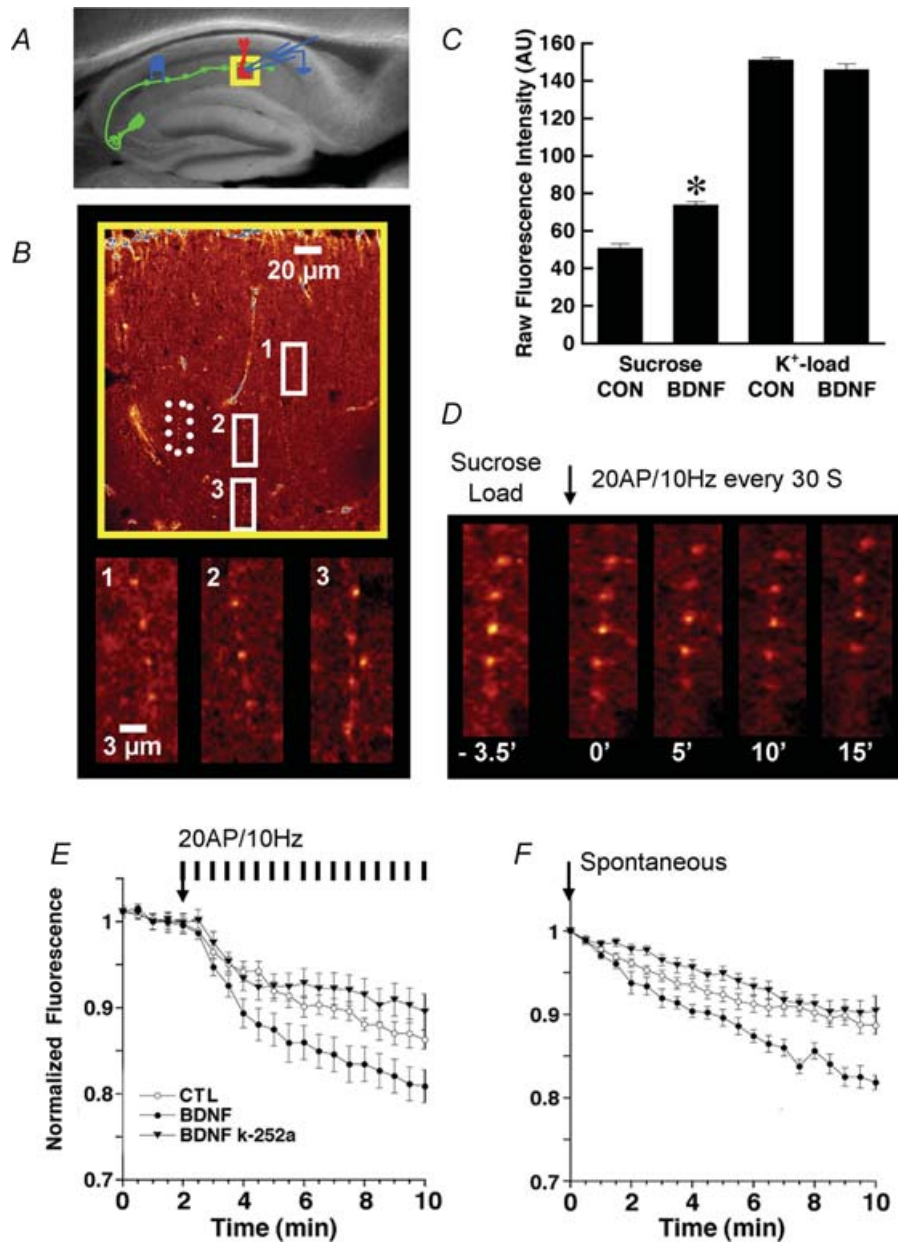 A
B
20 µm
1
2
3
1
2
3
3 µm
C
Raw Fluorescence Intensity (AU)
160
140
120
100
80
60
40
20
0
*
Sucrose K⁺-load
CON BDNF CON BDNF
D
Sucrose
Load
20AP/10Hz every 30 S
- 3.5' 0' 5' 10' 15'
E
20AP/10Hz
Normalized Fluorescence
1
0.9
0.8
0.7
CTL
BDNF
BDNF k-252a
0 2 4 6 8 10
Time (min)
F
Spontaneous
1
0.9
0.8
0.7
0 2 4 6 8 10
Time (min)